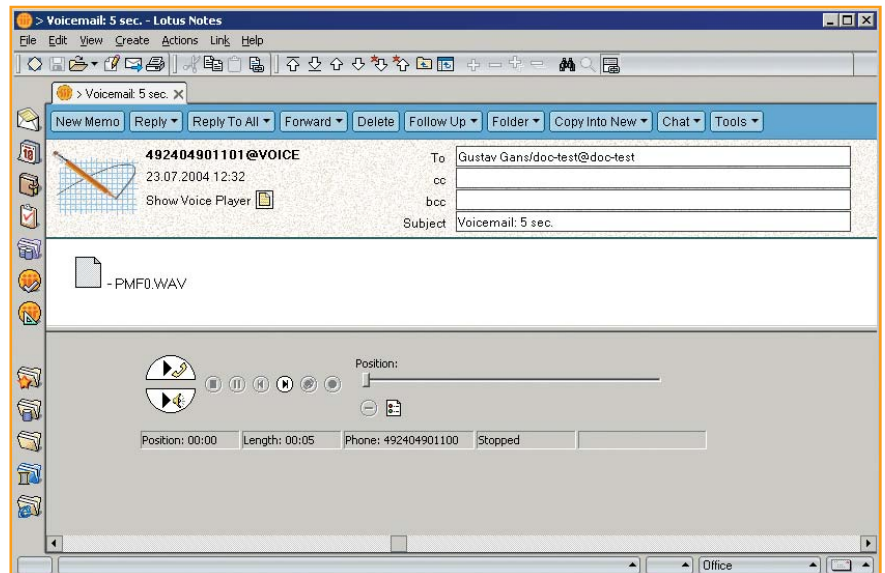 > Voicemail: 5 sec. - Lotus Notes
File Edit View Create Actions Link Help
> Voicemail: 5 sec. X
New Memo Reply Reply To All Forward Delete Follow Up Folder Copy Into New Chat Tools
492404901101@VOICE
23.07.2004 12:32
Show Voice Player
To Gustav Gans/doc-test@doc-test
cc
bcc
Subject Voicemail: 5 sec.
18
- PMF0.WAV
Position:
Position: 00:00 Length: 00:05 Phone: 492404901100 Stopped
Office